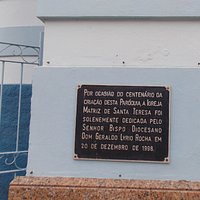 Por ocasião do centenário da
criação desta Paróquia, a Igreja
Matriz de Santa Teresa foi
solenemente dedicada pelo
Senhor Bispo Diocesano
Dom Geraldo Lyrio Rocha em
20 de dezembro de 1998.